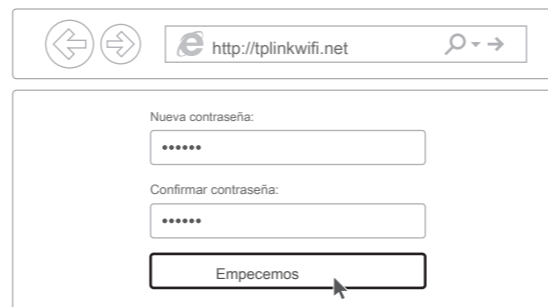 http://tplinkwifi.net
Nueva contraseña:
••••••
Confirmar contraseña:
••••••
Empecemos